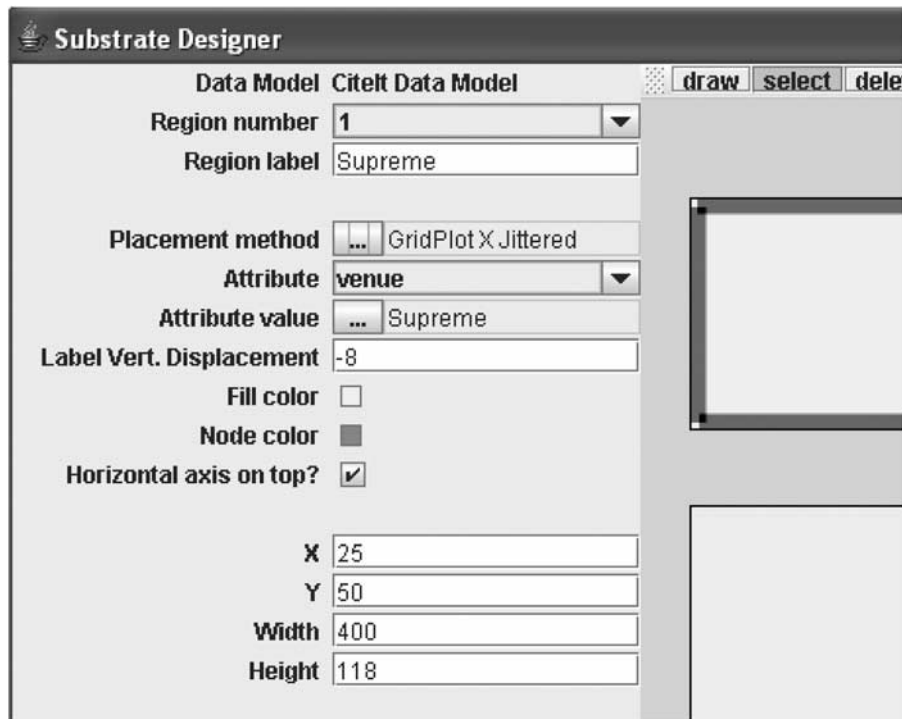 Substrate Designer
Data Model CiteIt Data Model
draw select dele
Region number 1
Region label Supreme
Placement method ... GridPlot X Jittered
Attribute venue
Attribute value ... Supreme
Label Vert. Displacement -8
Fill color
Node color
Horizontal axis on top?
X 25
Y 50
Width 400
Height 118